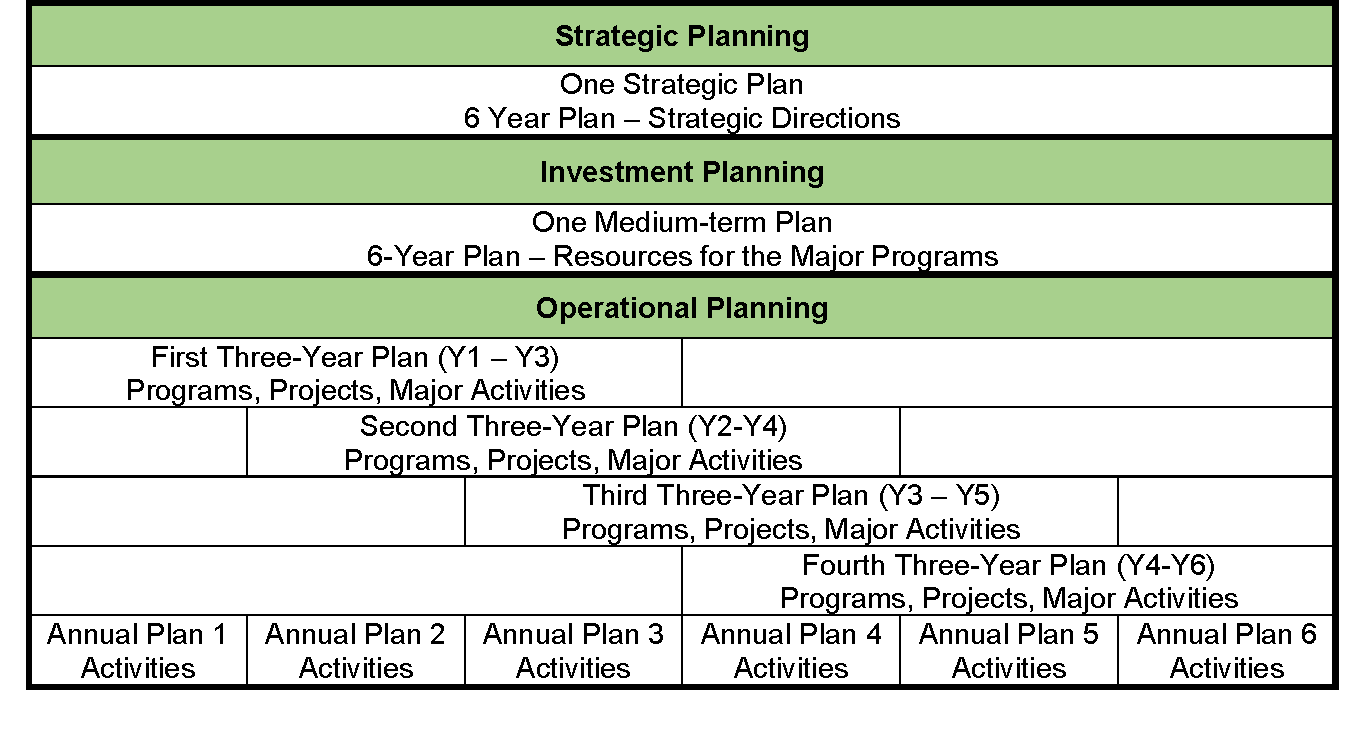 Strategic Planning
One Strategic Plan
6 Year Plan – Strategic Directions
Investment Planning
One Medium-term Plan
6-Year Plan – Resources for the Major Programs
Operational Planning
First Three-Year Plan (Y1 – Y3)
Programs, Projects, Major Activities
Second Three-Year Plan (Y2-Y4)
Programs, Projects, Major Activities
Third Three-Year Plan (Y3 – Y5)
Programs, Projects, Major Activities
Fourth Three-Year Plan (Y4-Y6)
Programs, Projects, Major Activities
Annual Plan 1
Activities
Annual Plan 2
Activities
Annual Plan 3
Activities
Annual Plan 4
Activities
Annual Plan 5
Activities
Annual Plan 6
Activities